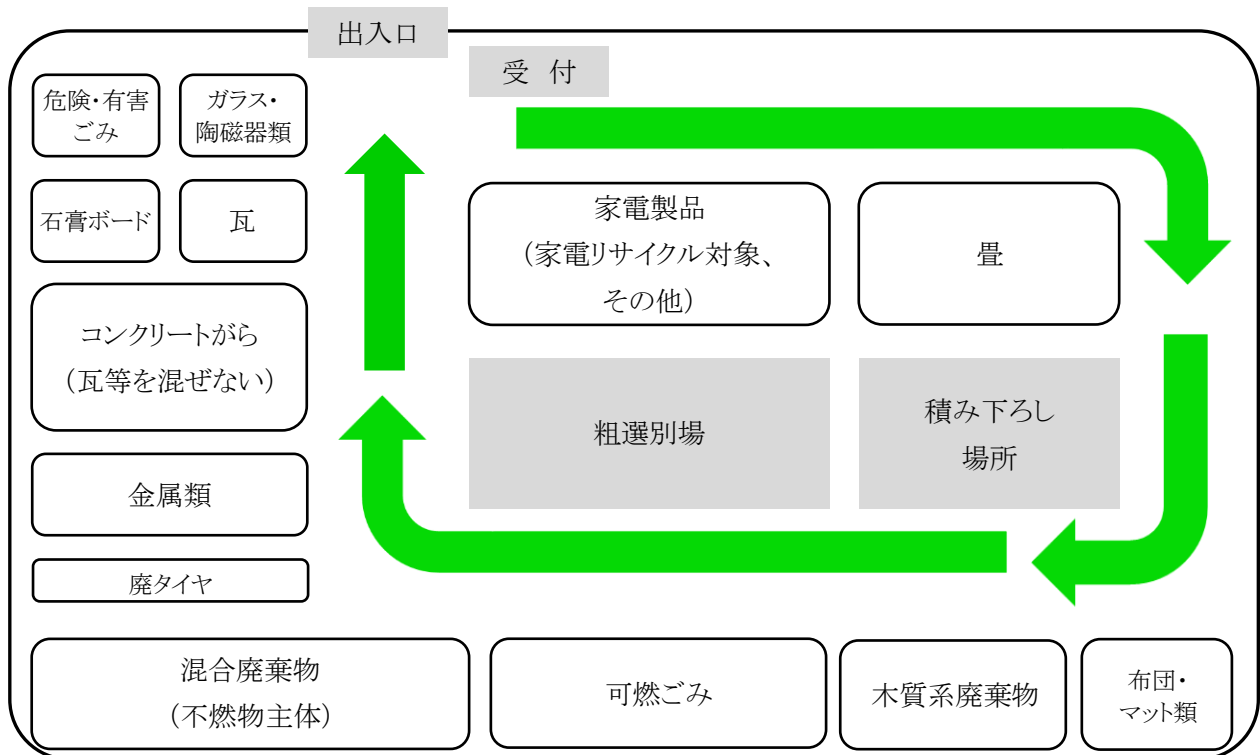 出入口
受 付
危険・有害
ごみ
ガラス・
陶磁器類
石膏ボード
瓦
家電製品
（家電リサイクル対象、
その他）
畳
コンクリートがら
（瓦等を混ぜない）
粗選別場
積み下ろし
場所
金属類
廃タイヤ
混合廃棄物
（不燃物主体）
可燃ごみ
木質系廃棄物
布団・
マット類